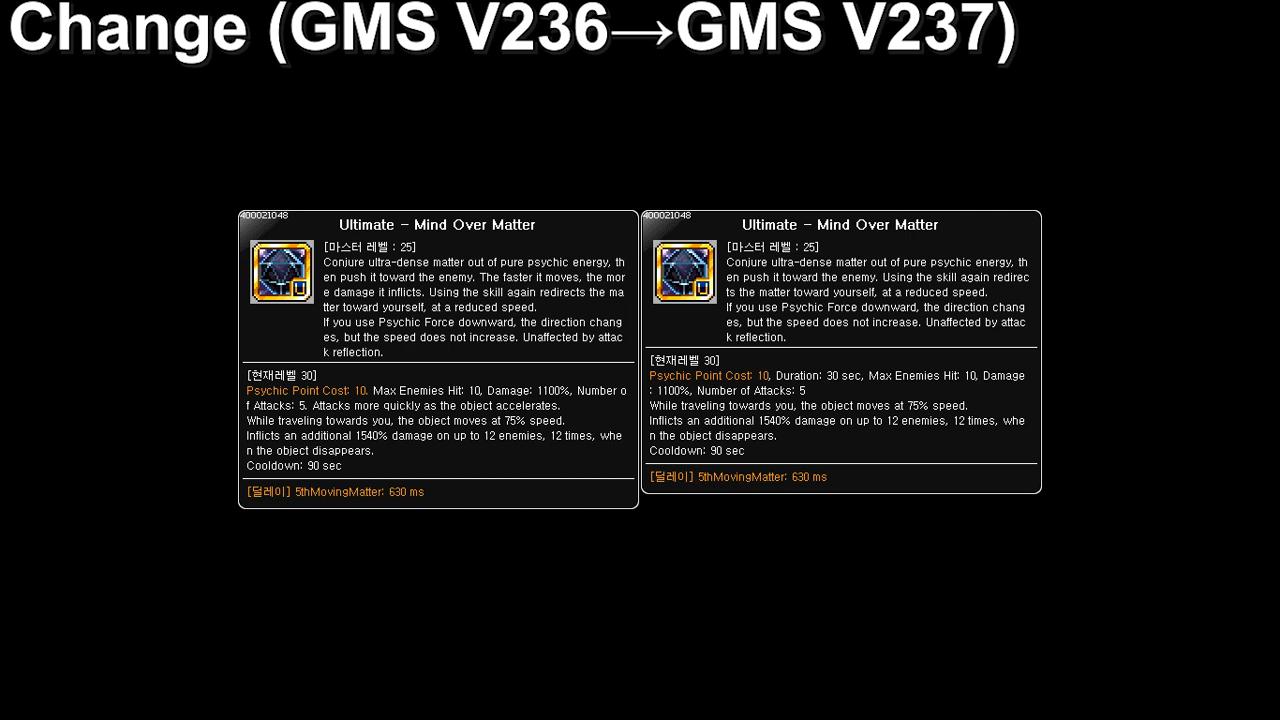 Change (GMS V236→GMS V237)
400021048
Ultimate - Mind Over Matter
[마스터 레벨 : 25]
Conjure ultra-dense matter out of pure psychic energy, th
en push it toward the enemy. The faster it moves, the mor
e damage it inflicts. Using the skill again redirects the ma
tter toward yourself, at a reduced speed.
If you use Psychic Force downward, the direction chang
es, but the speed does not increase. Unaffected by attac
k reflection.
[현재레벨 30]
Psychic Point Cost: 10. Max Enemies Hit: 10, Damage: 1100%, Number o
f Attacks: 5. Attacks more quickly as the object accelerates.
While traveling towards you, the object moves at 75% speed.
Inflicts an additional 1540% damage on up to 12 enemies, 12 times, whe
n the object disappears.
Cooldown: 90 sec
[딜레이] 5thMovingMatter: 630 ms
400021048
Ultimate - Mind Over Matter
[마스터 레벨 : 25]
Conjure ultra-dense matter out of pure psychic energy, th
en push it toward the enemy. Using the skill again redirec
ts the matter toward yourself, at a reduced speed.
If you use Psychic Force downward, the direction chang
es, but the speed does not increase. Unaffected by attac
k reflection.
[현재레벨 30]
Psychic Point Cost: 10, Duration: 30 sec, Max Enemies Hit: 10, Damage
: 1100%, Number of Attacks: 5
While traveling towards you, the object moves at 75% speed.
Inflicts an additional 1540% damage on up to 12 enemies, 12 times, whe
n the object disappears.
Cooldown: 90 sec
[딜레이] 5thMovingMatter: 630 ms